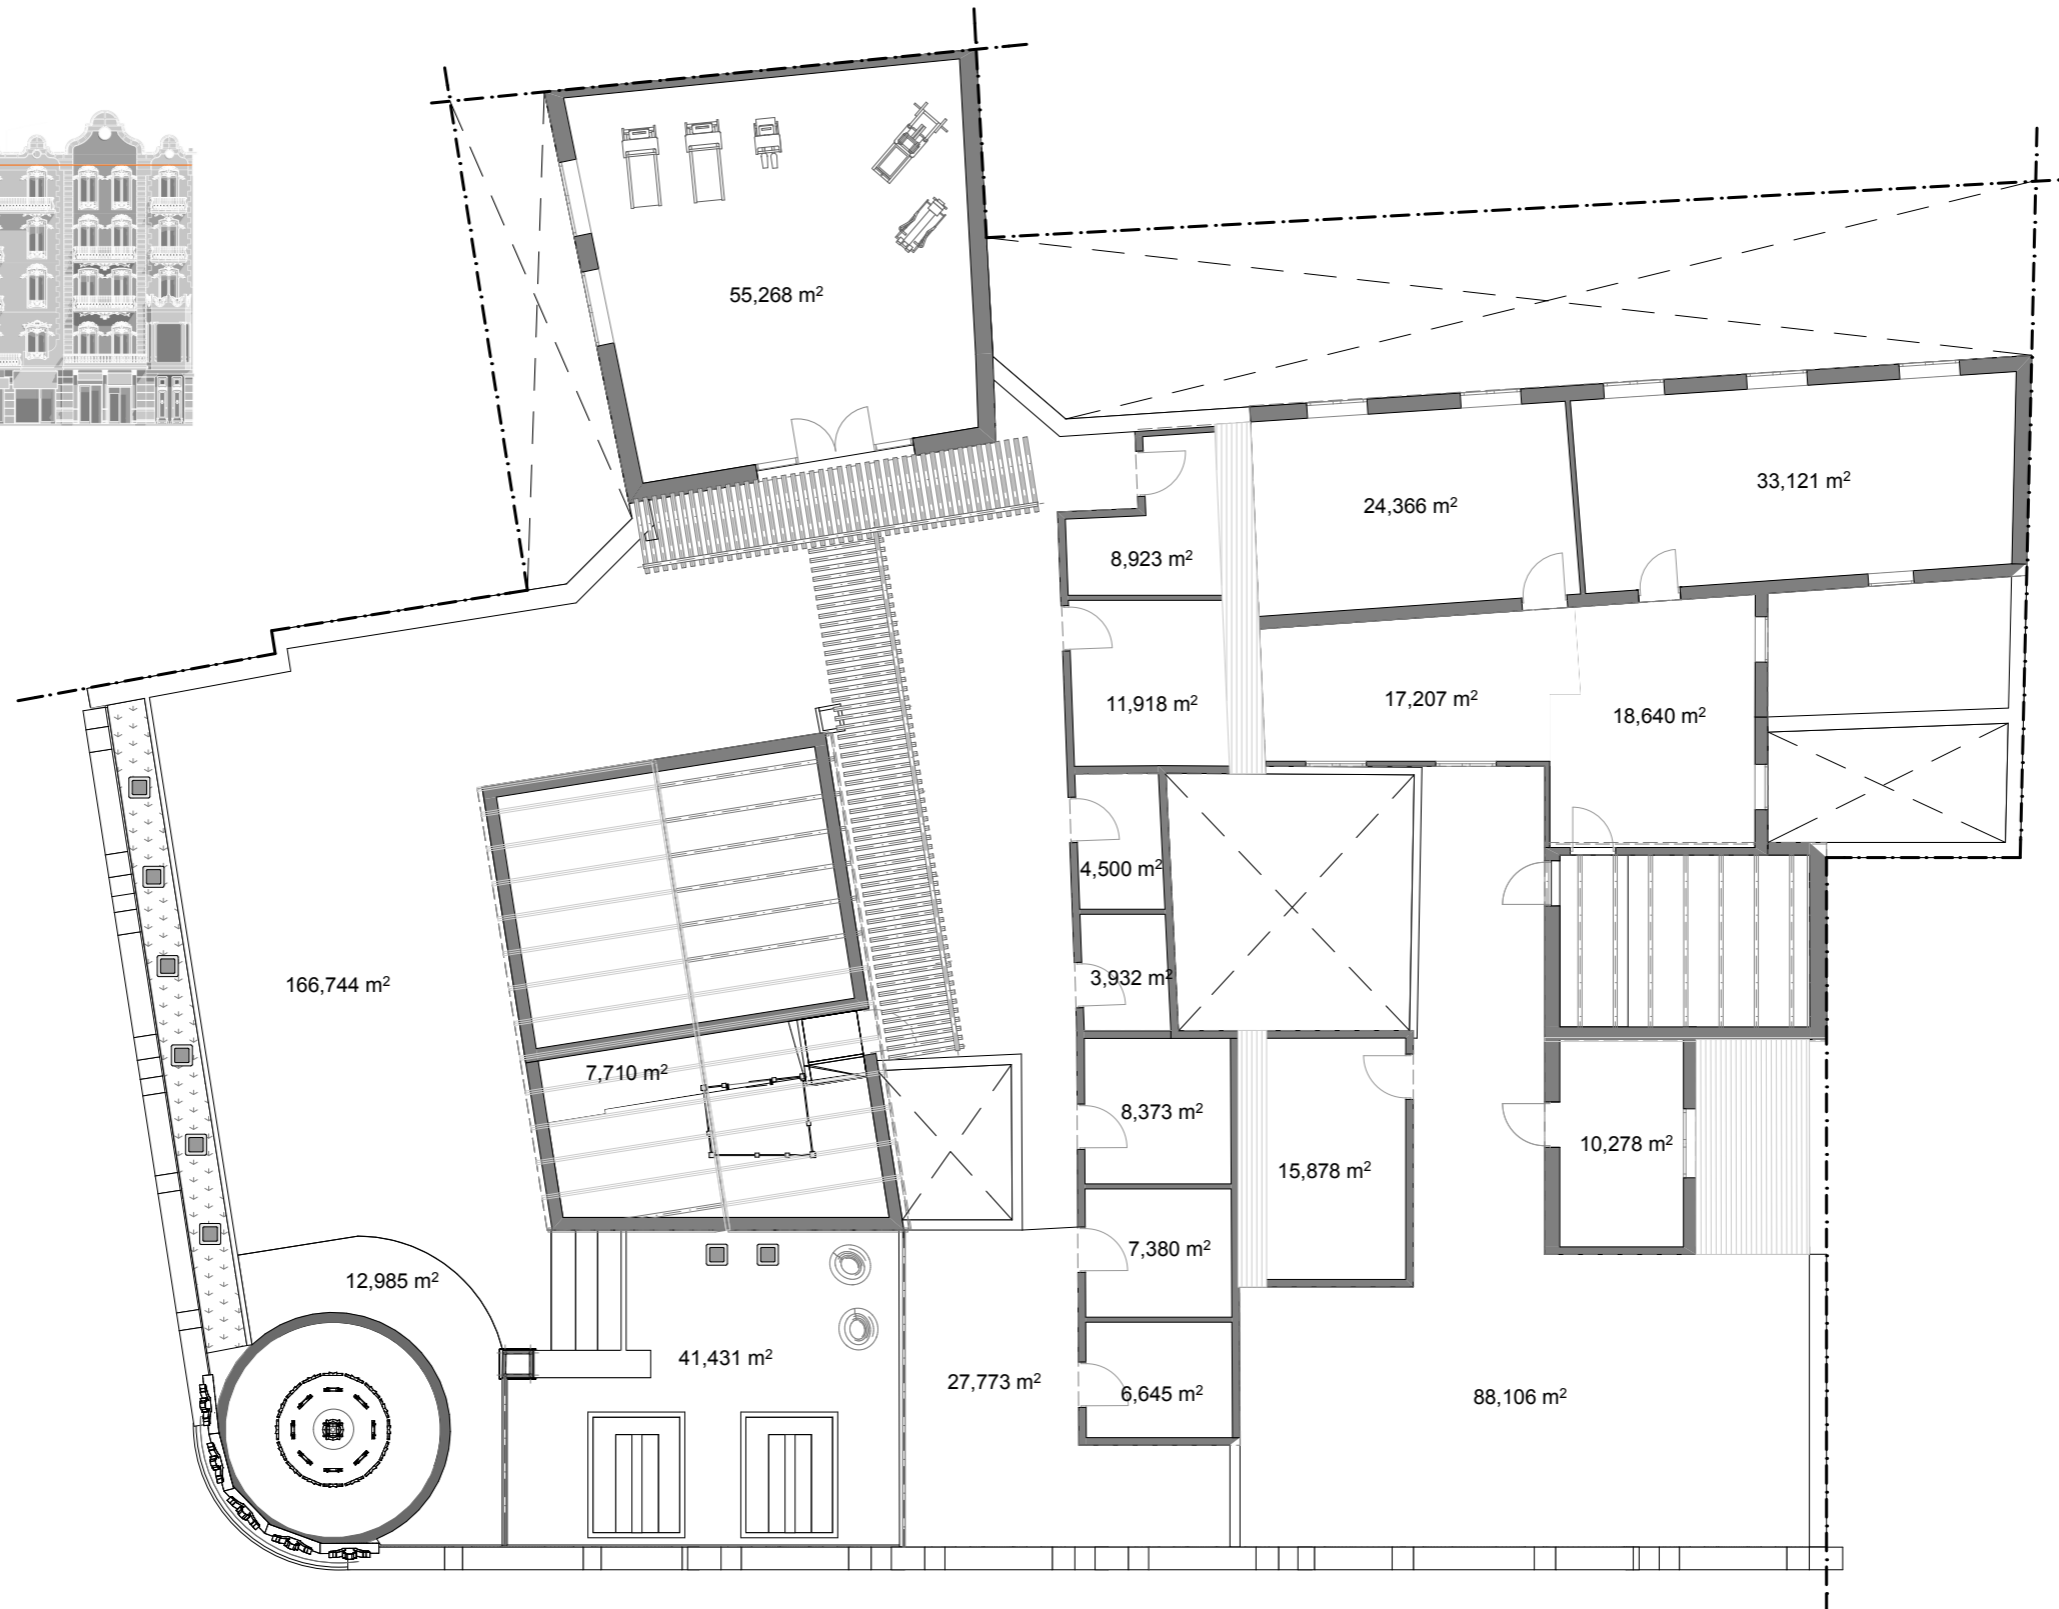 55,268 m²
33,121 m²
24,366 m²
8,923 m²
11,918 m²
17,207 m²
18,640 m²
4,500 m²
3,932 m²
166,744 m²
7,710 m²
8,373 m²
10,278 m²
15,878 m²
7,380 m²
12,985 m²
41,431 m²
27,773 m²
6,645 m²
88,106 m²